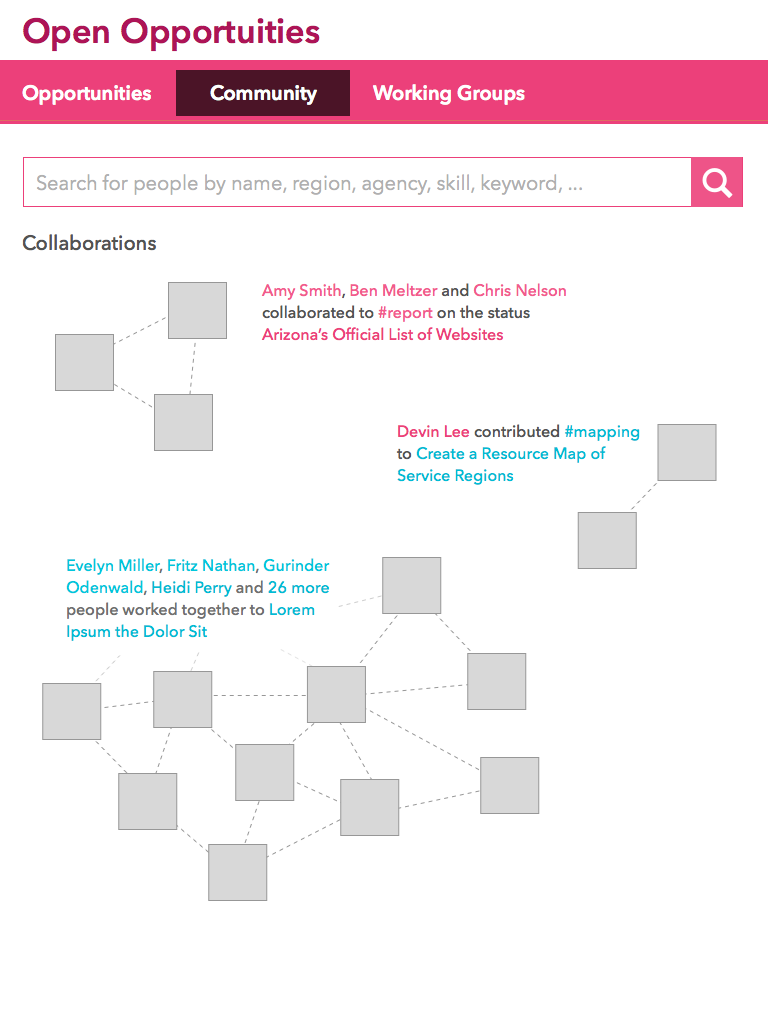 Open Opportuities
Opportunities
Community
Working Groups
Search for people by name, region, agency, skill, keyword, ...
Collaborations
Amy Smith, Ben Meltzer and Chris Nelson
collaborated to #report on the status
Arizona’s Official List of Websites
Devin Lee contributed #mapping
to Create a Resource Map of
Service Regions
Evelyn Miller, Fritz Nathan, Gurinder
Odenwald, Heidi Perry and 26 more
people worked together to Lorem
Ipsum the Dolor Sit